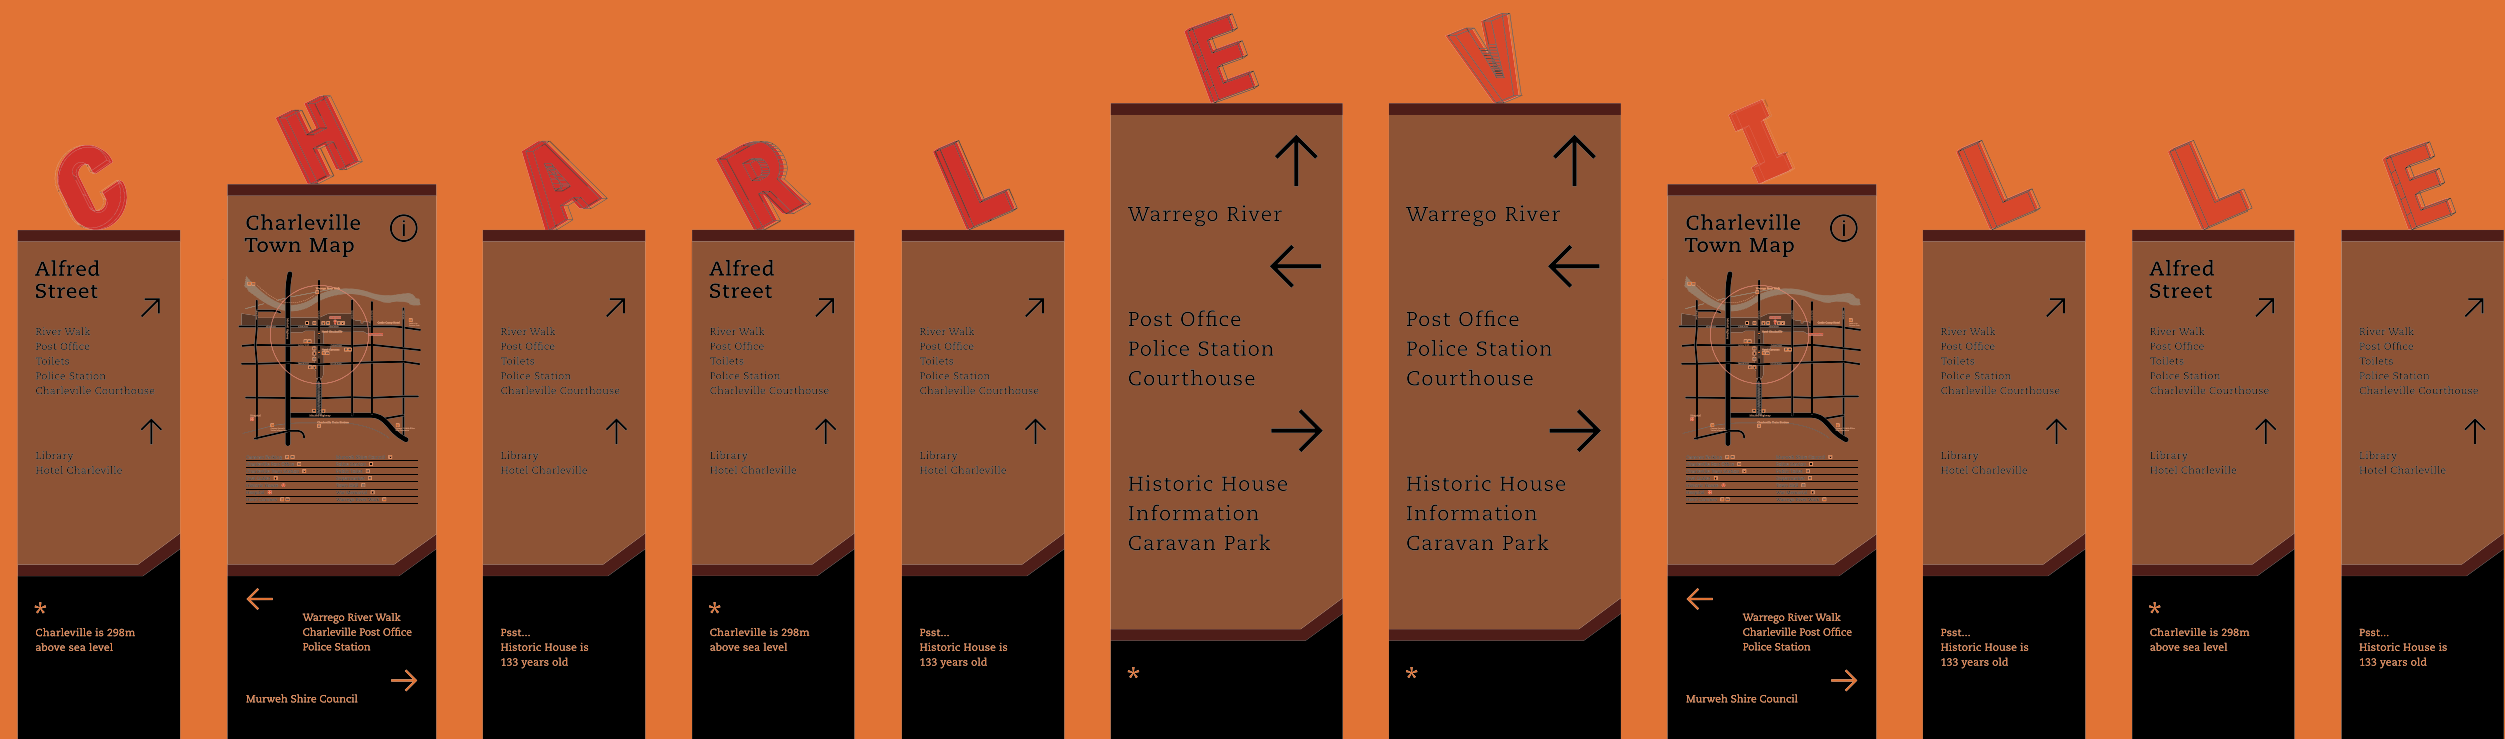 C
H
A
R
L
E
V
I
L
L
E
Alfred
Street
River Walk
Post Office
Toilets
Police Station
Charleville Courthouse
Library
Hotel Charleville
*
Charleville is 298m
above sea level
Charleville
Town Map
i
Warrego River Walk
Charleville Post Office
Police Station
Murweh Shire Council
River Walk
Post Office
Toilets
Police Station
Charleville Courthouse
Library
Hotel Charleville
Psst...
Historic House is
133 years old
Alfred
Street
River Walk
Post Office
Toilets
Police Station
Charleville Courthouse
Library
Hotel Charleville
*
Charleville is 298m
above sea level
River Walk
Post Office
Toilets
Police Station
Charleville Courthouse
Library
Hotel Charleville
Psst...
Historic House is
133 years old
Warrego River
Post Office
Police Station
Courthouse
Historic House
Information
Caravan Park
*
Warrego River
Post Office
Police Station
Courthouse
Historic House
Information
Caravan Park
*
Charleville
Town Map
i
Warrego River Walk
Charleville Post Office
Police Station
Murweh Shire Council
River Walk
Post Office
Toilets
Police Station
Charleville Courthouse
Library
Hotel Charleville
Psst...
Historic House is
133 years old
Alfred
Street
River Walk
Post Office
Toilets
Police Station
Charleville Courthouse
Library
Hotel Charleville
*
Charleville is 298m
above sea level
River Walk
Post Office
Toilets
Police Station
Charleville Courthouse
Library
Hotel Charleville
Psst...
Historic House is
133 years old